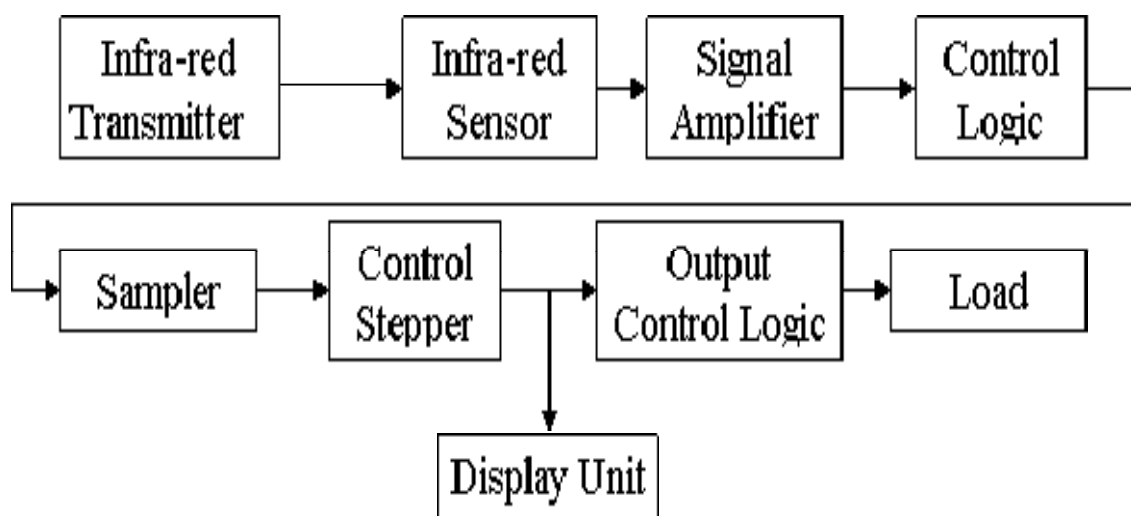 Infra-red
Transmitter
Infra-red
Sensor
Signal
Amplifier
Control
Logic
Sampler
Control
Stepper
Output
Control Logic
Load
Display Unit